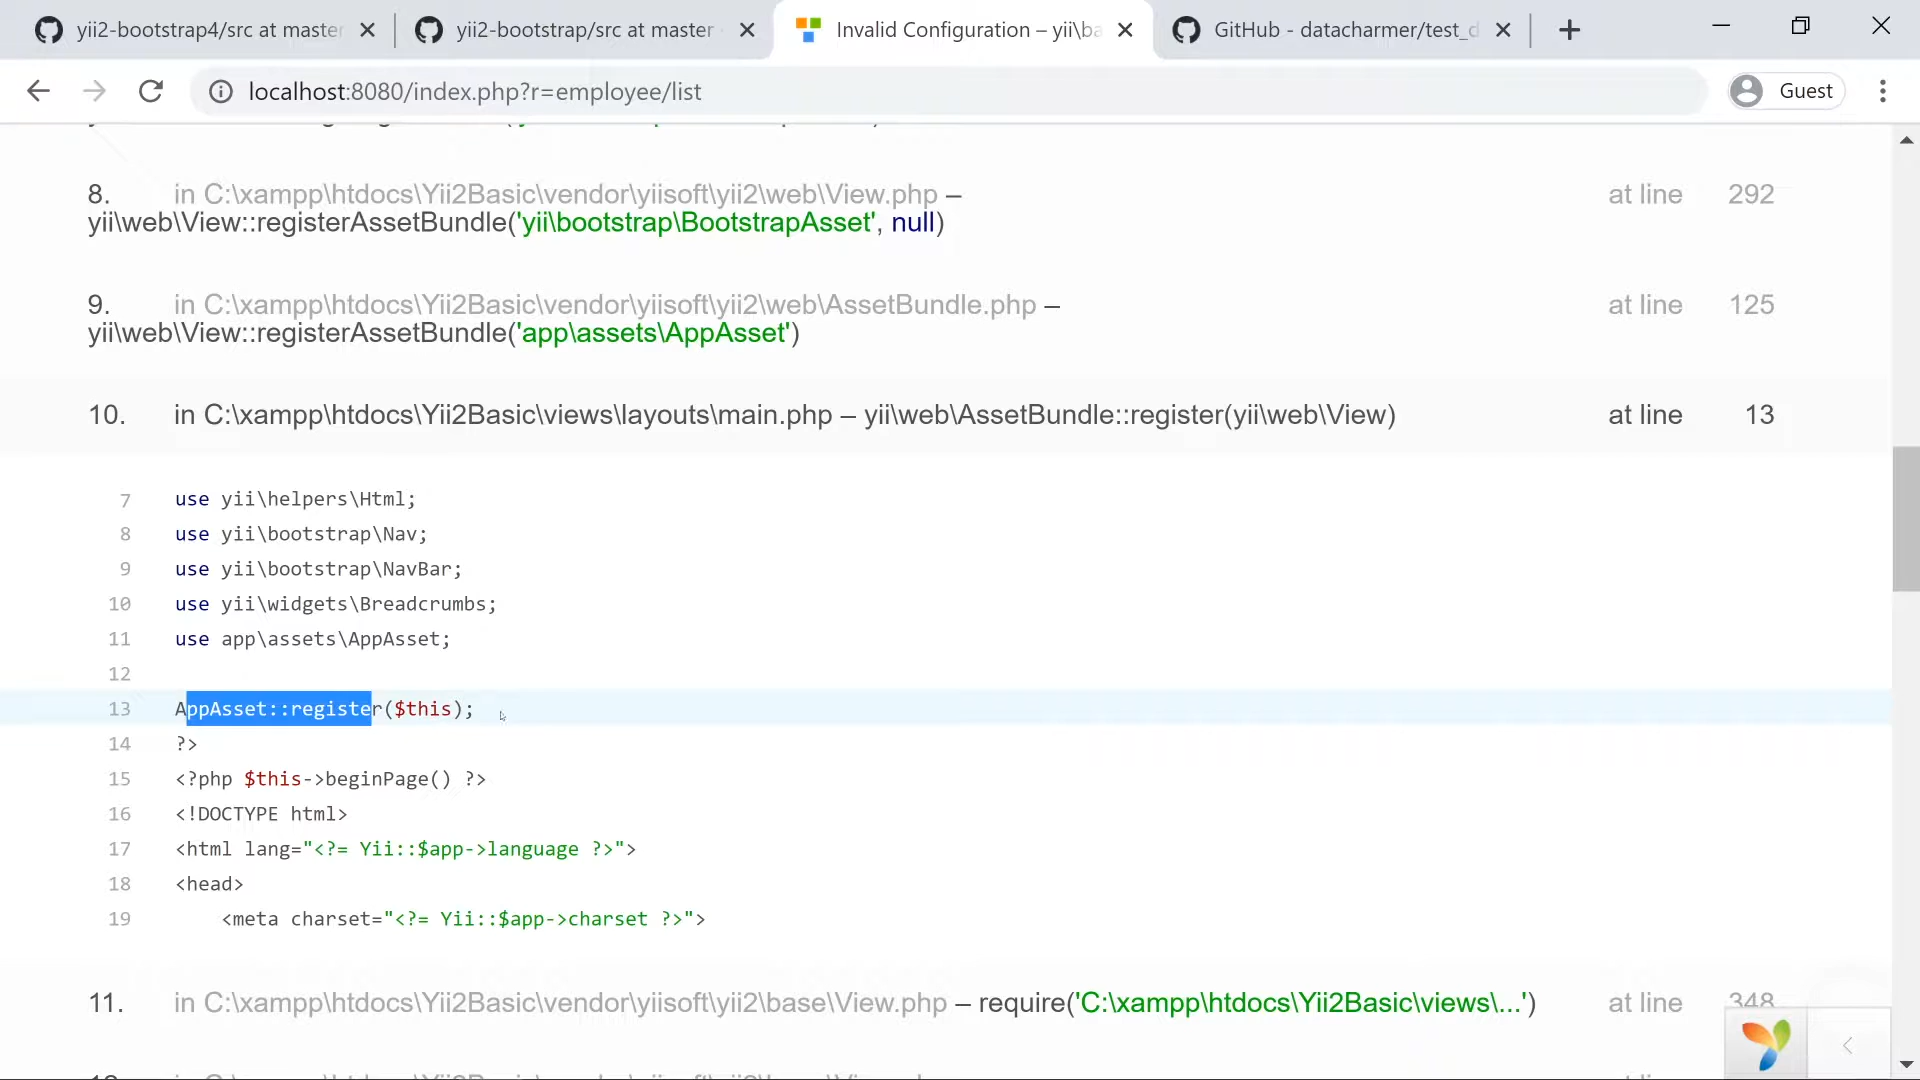 yii2-bootstrap4/src at master
yii2-bootstrap/src at master
Invalid Configuration – yii\ba
GitHub - datacharmer/test_d
localhost:8080/index.php?r=employee/list
Guest
8. in C:\xampp\htdocs\Yii2Basic\vendor\yiisoft\yii2\web\View.php – at line 292
yii\web\View::registerAssetBundle('yii\bootstrap\BootstrapAsset', null)
9. in C:\xampp\htdocs\Yii2Basic\vendor\yiisoft\yii2\web\AssetBundle.php – at line 125
yii\web\View::registerAssetBundle('app\assets\AppAsset')
10. in C:\xampp\htdocs\Yii2Basic\views\layouts\main.php – yii\web\AssetBundle::register(yii\web\View) at line 13
7 use yii\helpers\Html;
8 use yii\bootstrap\Nav;
9 use yii\bootstrap\NavBar;
10 use yii\widgets\Breadcrumbs;
11 use app\assets\AppAsset;
12
13 AppAsset::register($this);
14 ?>
15 <?php $this->beginPage() ?>
16 <!DOCTYPE html>
17 <html lang="<?= Yii::$app->language ?>">
18 <head>
19 <meta charset="<?= Yii::$app->charset ?>">
11. in C:\xampp\htdocs\Yii2Basic\vendor\yiisoft\yii2\base\View.php – require('C:\xampp\htdocs\Yii2Basic\views\...') at line 348